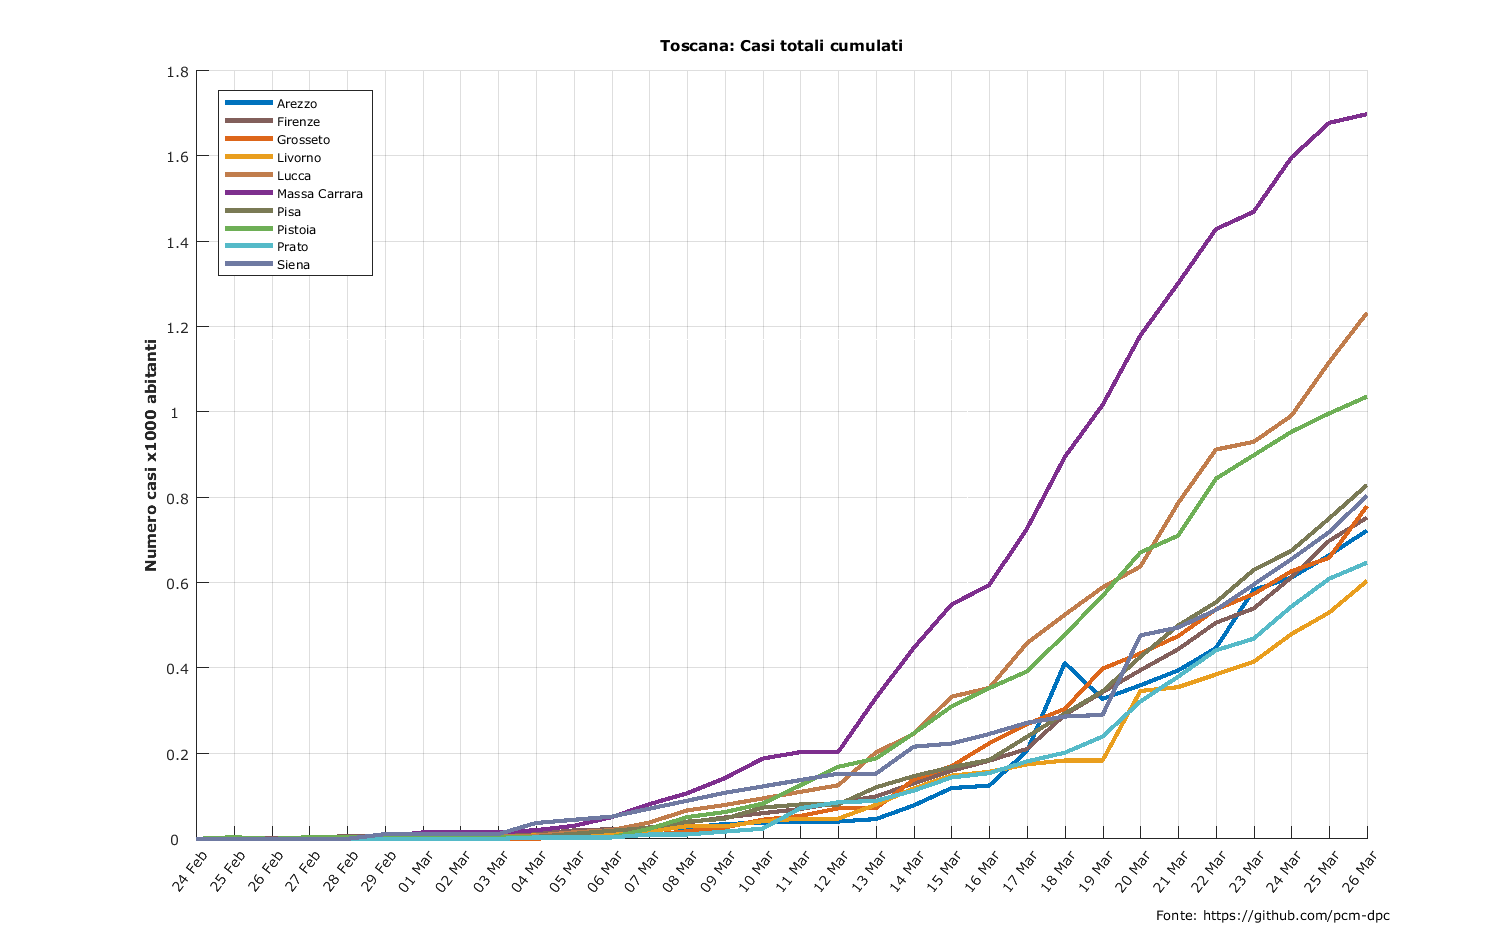 Toscana: Casi totali cumulati
Numero casi x1000 abitanti
1.8
1.6
1.4
1.2
1
0.8
0.6
0.4
0.2
0
Arezzo
Firenze
Grosseto
Livorno
Lucca
Massa Carrara
Pisa
Pistoia
Prato
Siena
24 Feb
25 Feb
26 Feb
27 Feb
28 Feb
29 Feb
01 Mar
02 Mar
03 Mar
04 Mar
05 Mar
06 Mar
07 Mar
08 Mar
09 Mar
10 Mar
11 Mar
12 Mar
13 Mar
14 Mar
15 Mar
16 Mar
17 Mar
18 Mar
19 Mar
20 Mar
21 Mar
22 Mar
23 Mar
24 Mar
25 Mar
26 Mar
Fonte: https://github.com/pcm-dpc